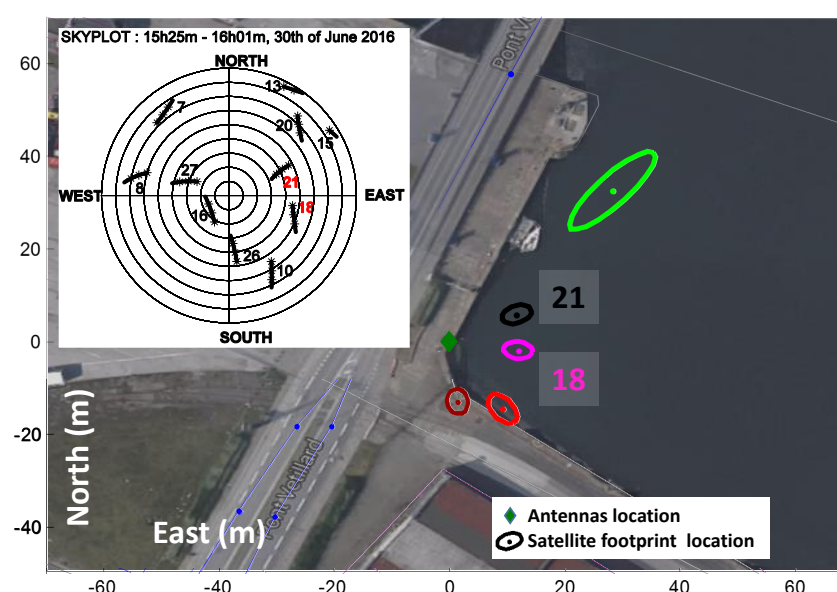 SKYPLOT : 15h25m - 16h01m, 30th of June 2016
NORTH
13
7
20
15
27
21
8
WEST
EAST
18
16
26
10
SOUTH
60
40
20
0
-20
-40
Pont Ve
21
18
Pont Vetillard
North (m)
East (m)
Antennas location
Satellite footprint location
-60
-40
-20
0
20
40
60